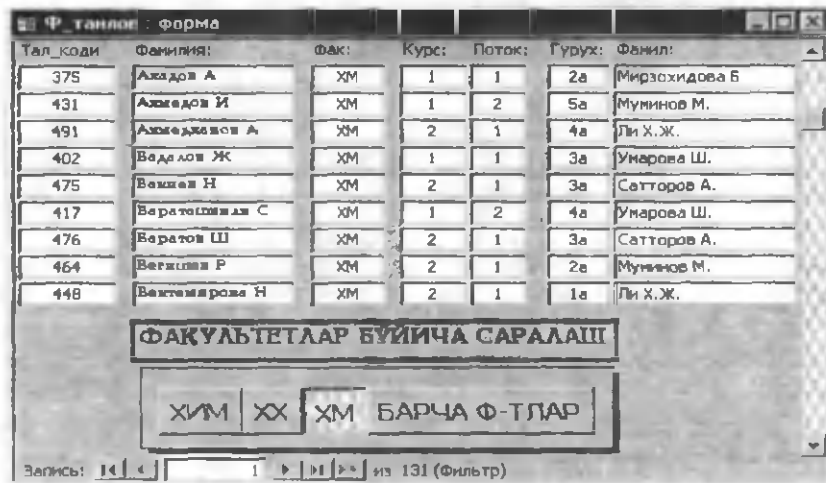 Ф_танлов : форма
Тал_коди Фамилия: Фак: Курс: Поток: Гурух: Фанил:
375 Ахадов А ХМ 1 1 2а Мирзохидова Б
431 Ахмедов И ХМ 1 2 5а Муминов М.
491 Ахмеджанов А ХМ 2 1 4а Ли Х.Ж.
402 Бадалов Ж ХМ 1 1 3а Умарова Ш.
475 Н ХМ 2 1 3а Сатторов А.
417 С ХМ 1 2 4а Умарова Ш.
476 Баратов Ш ХМ 2 1 3а Сатторов А.
464 Р ХМ 2 1 2а Муминов М.
448 Бектемирова Н ХМ 2 1 1а Ли Х.Ж.
ФАКУЛЬТЕТЛАР БУЙИЧА САРАЛАШ
ХИМ ХХ ХМ БАРЧА Ф-ТЛАР
Запись: 1 из 131 (Фильтр)